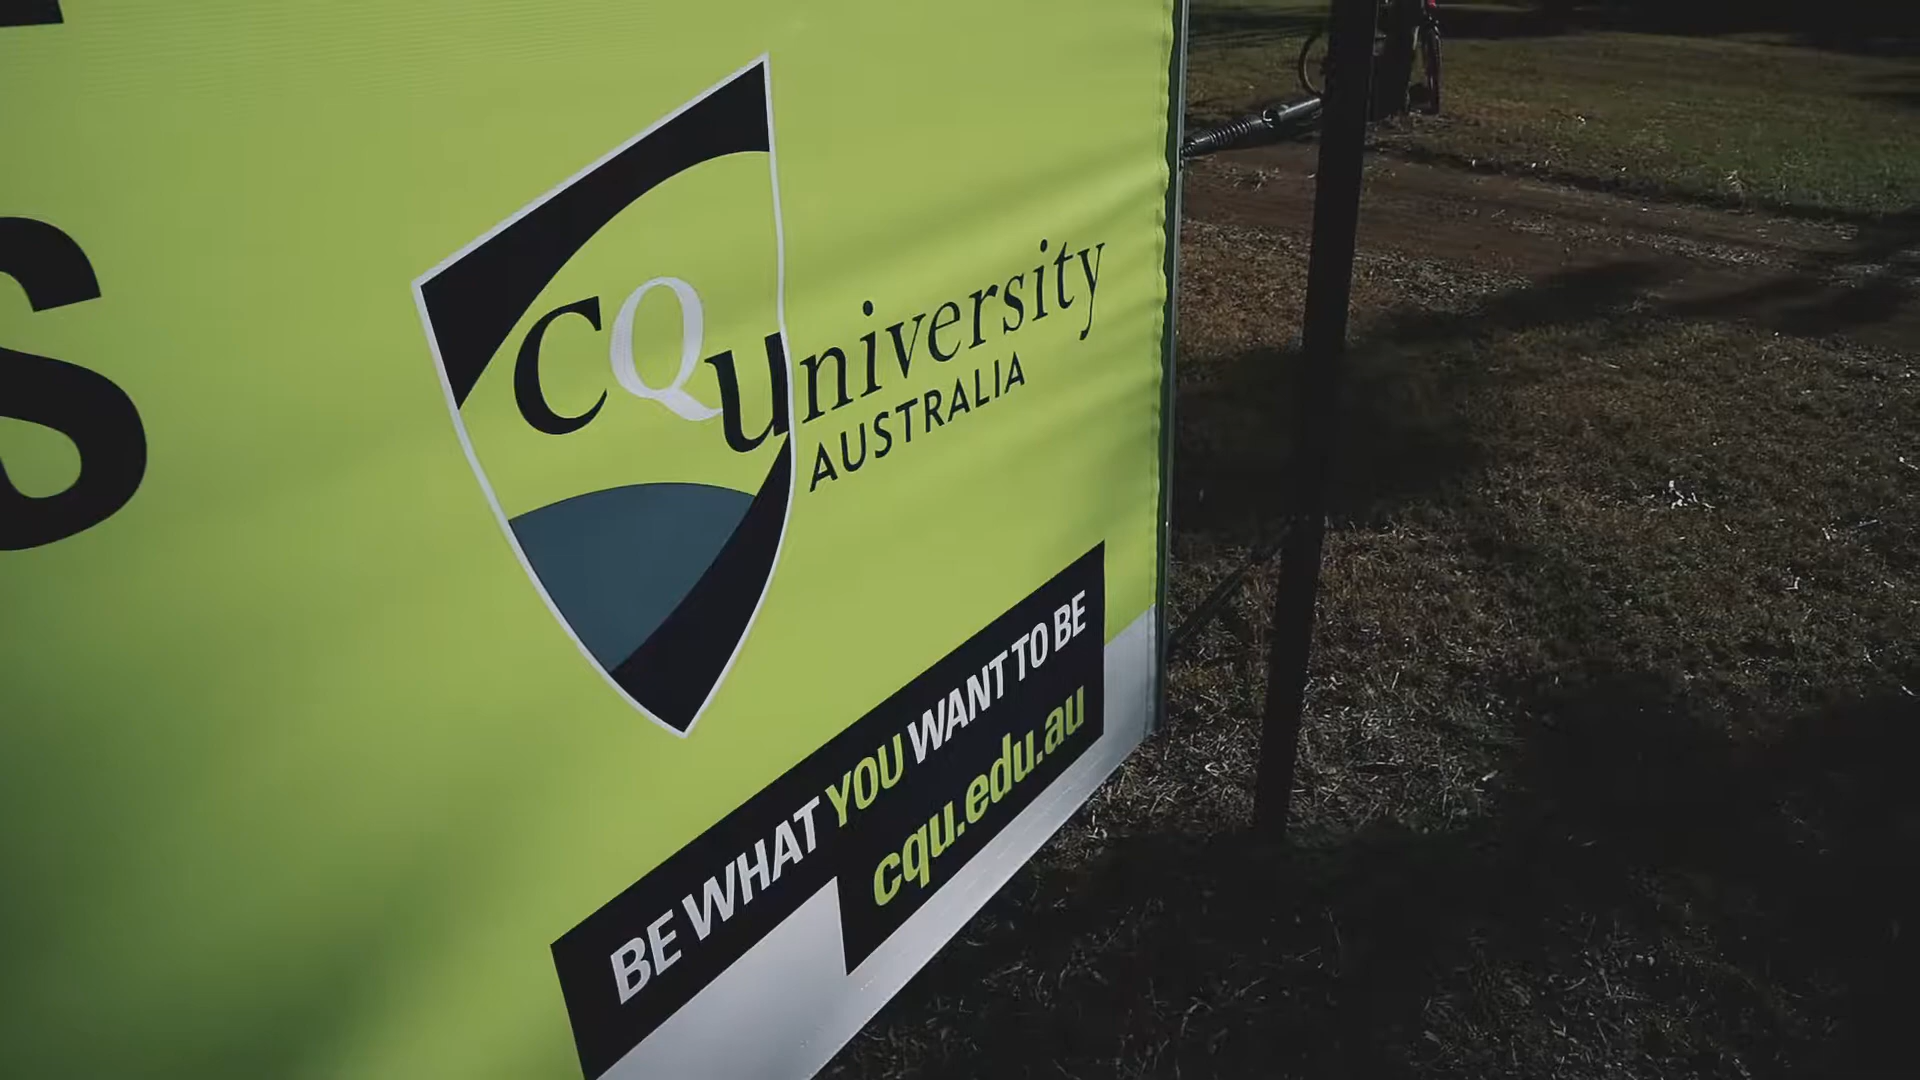 S
CQUniversity
AUSTRALIA
BE WHAT YOU WANT TO BE
cqu.edu.au